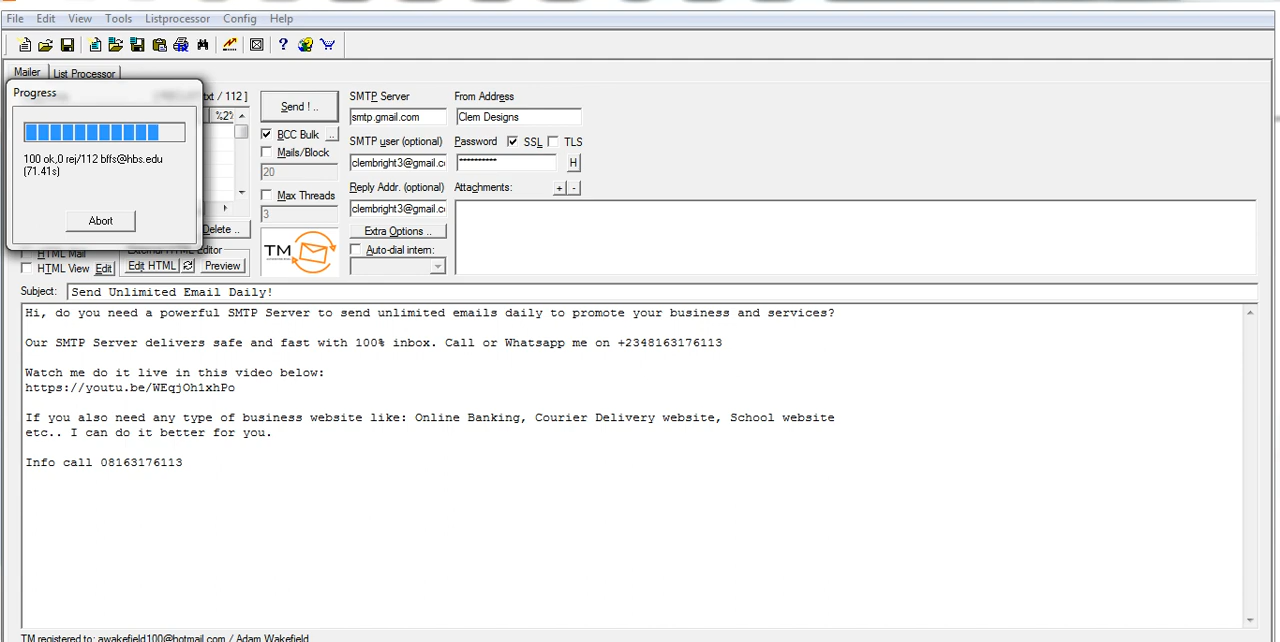 File Edit View Tools Listprocessor Config Help
Mailer List Processor
Progress
txt / 112 ]
%2%
100 ok,0 rej/112 bffs@hbs.edu
(71.41s)
Abort
Delete ..
Send ! ..
BCC Bulk ..
Mails/Block
20
Max Threads
3
TM
SMTP Server From Address
smtp.gmail.com Clem Designs
SMTP user (optional) Password SSL TLS
clembright3@gmail.c ********** H
Reply Addr. (optional) Attachments: + -
clembright3@gmail.c
Extra Options ..
Auto-dial intern:
HTML Mail Editor
HTML View Edit Edit HTML Preview
Subject: Send Unlimited Email Daily!
Hi, do you need a powerful SMTP Server to send unlimited emails daily to promote your business and services?
Our SMTP Server delivers safe and fast with 100% inbox. Call or Whatsapp me on +2348163176113
Watch me do it live in this video below:
https://youtu.be/WEqjOh1xhPo
If you also need any type of business website like: Online Banking, Courier Delivery website, School website
etc.. I can do it better for you.
Info call 08163176113
TM registered to: awakefield100@hotmail.com / Adam Wakefield